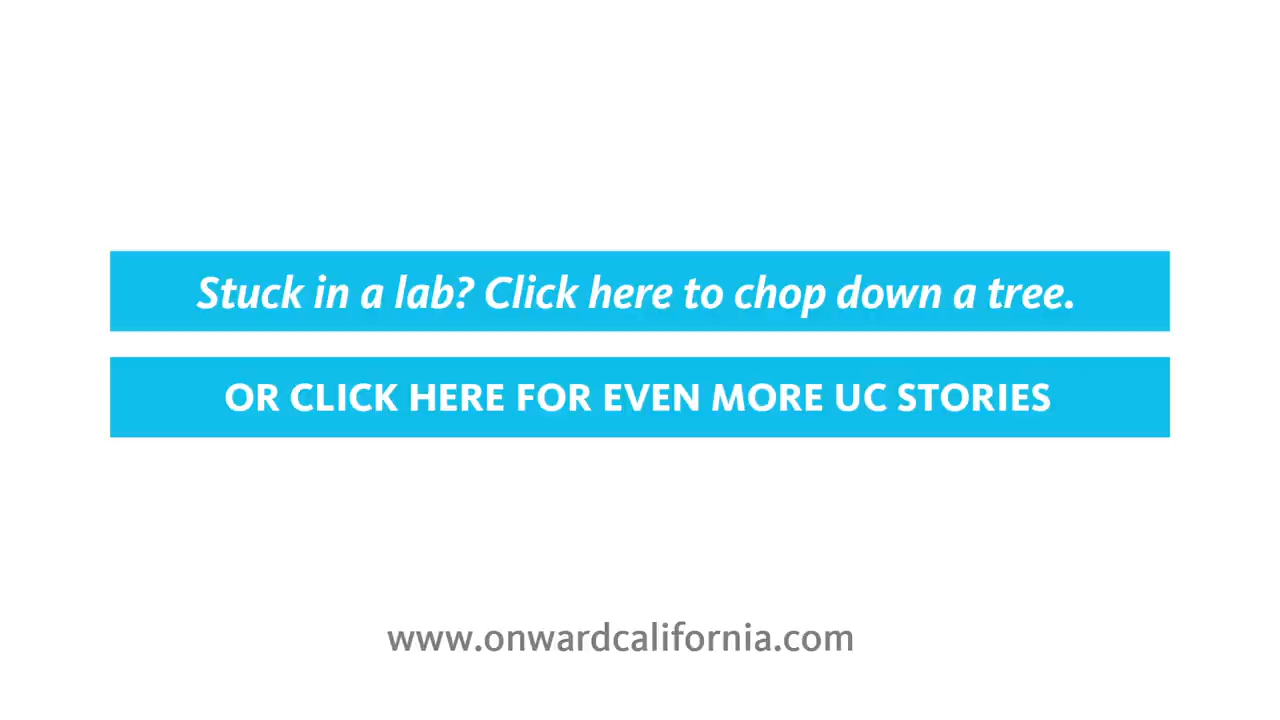 Stuck in a lab? Click here to chop down a tree.
OR CLICK HERE FOR EVEN MORE UC STORIES
www.onwardcalifornia.com